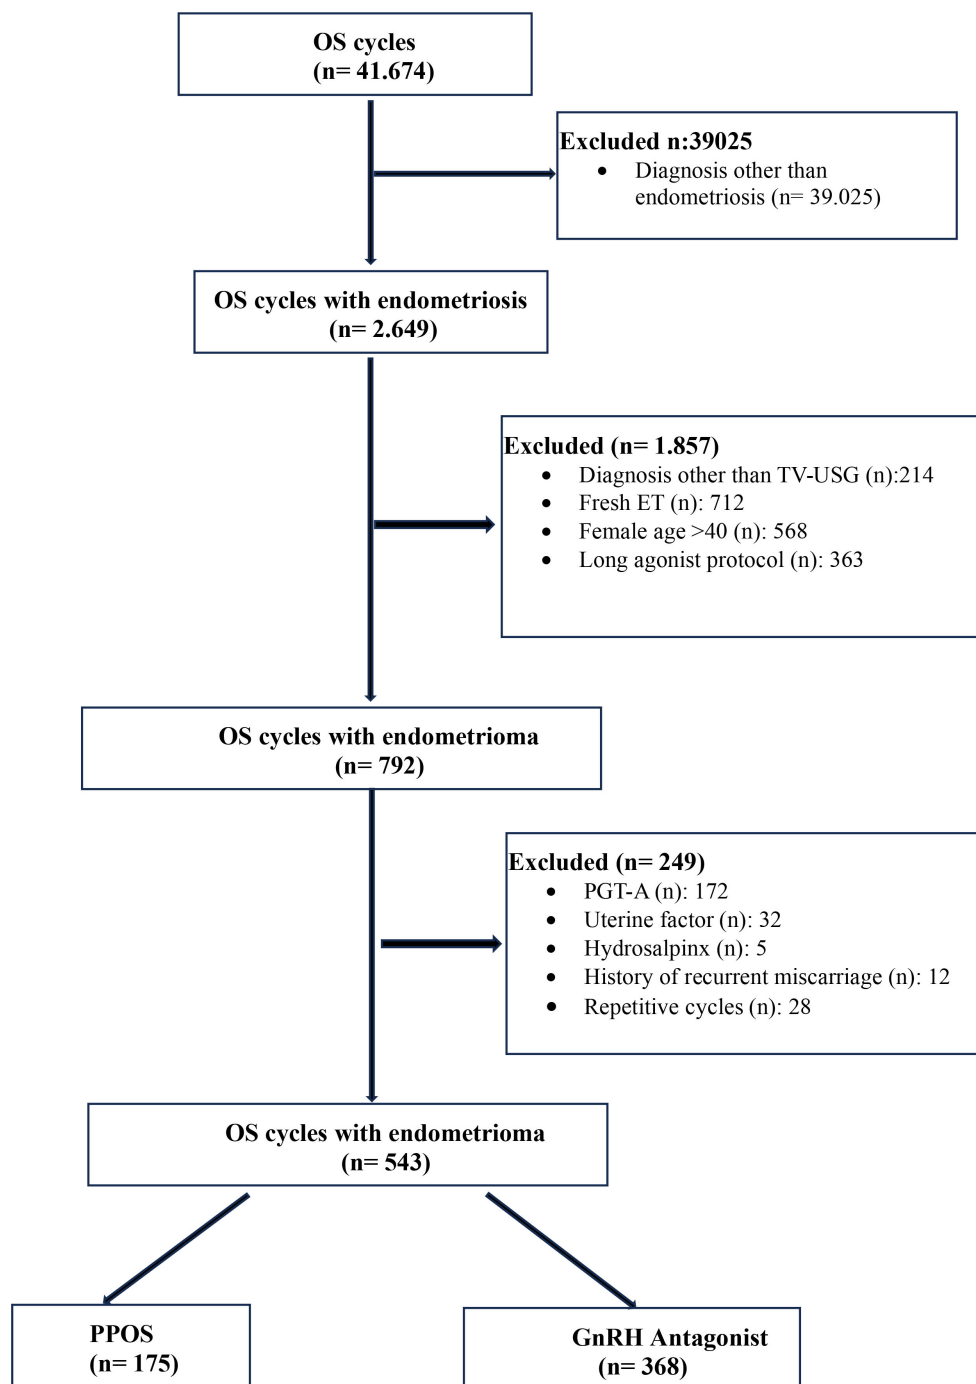 OS cycles
(n= 41.674)
Excluded n:39025
• Diagnosis other than
endometriosis (n= 39.025)
OS cycles with endometriosis
(n= 2.649)
Excluded (n= 1.857)
• Diagnosis other than TV-USG (n):214
• Fresh ET (n): 712
• Female age >40 (n): 568
• Long agonist protocol (n): 363
OS cycles with endometrioma
(n= 792)
Excluded (n= 249)
• PGT-A (n): 172
• Uterine factor (n): 32
• Hydrosalpinx (n): 5
• History of recurrent miscarriage (n): 12
• Repetitive cycles (n): 28
OS cycles with endometrioma
(n= 543)
PPOS
(n= 175)
GnRH Antagonist
(n= 368)